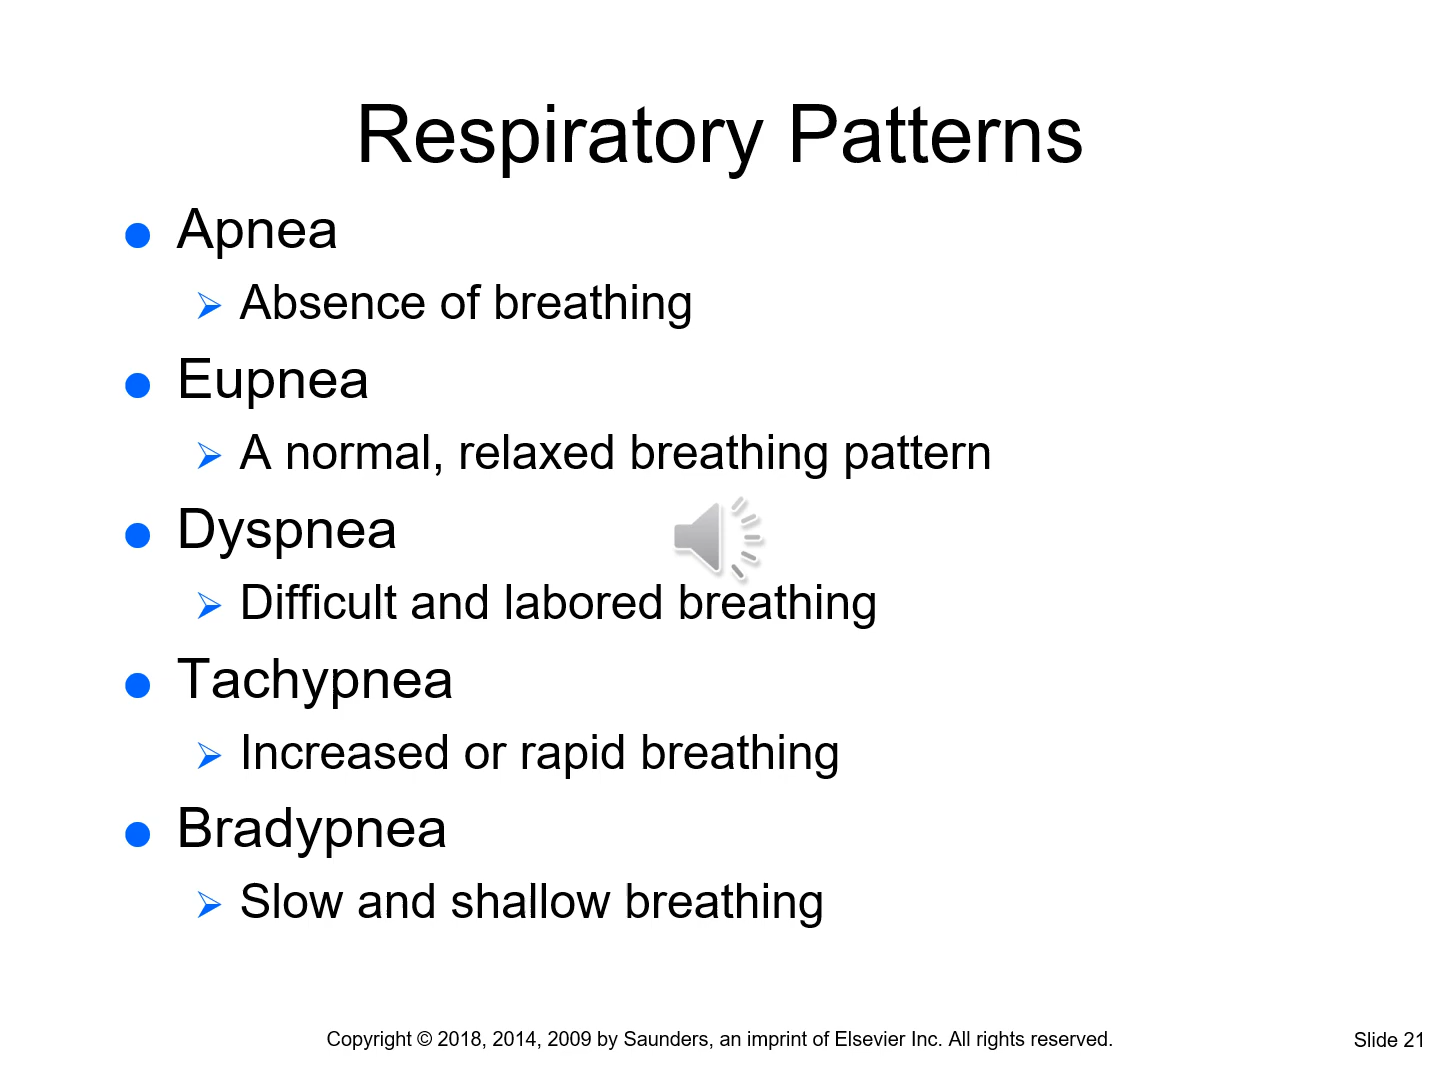 Respiratory Patterns
Apnea
Absence of breathing
Eupnea
A normal, relaxed breathing pattern
Dyspnea
Difficult and labored breathing
Tachypnea
Increased or rapid breathing
Bradypnea
Slow and shallow breathing
Copyright © 2018, 2014, 2009 by Saunders, an imprint of Elsevier Inc. All rights reserved.
Slide 21